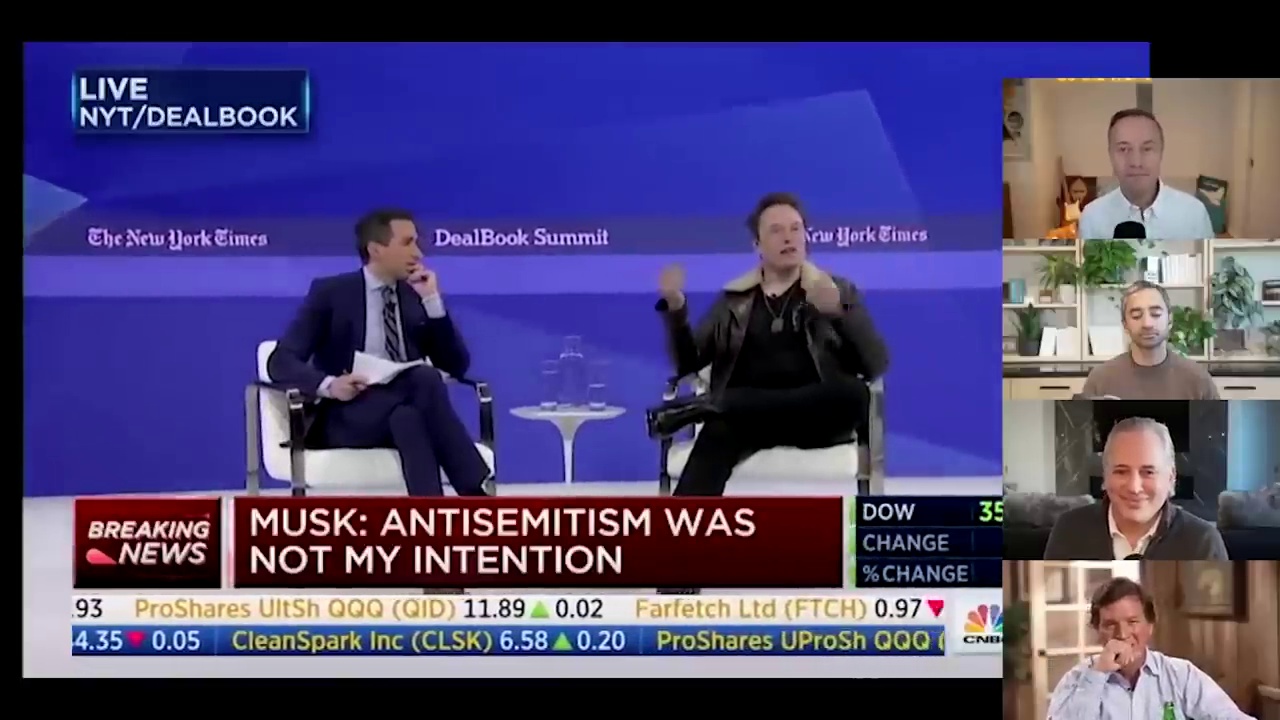 LIVE
NYT/DEALBOOK
The New York Times
DealBook Summit
New York Times
BREAKING
NEWS
MUSK: ANTISEMITISM WAS
NOT MY INTENTION
DOW 35
CHANGE
%CHANGE
.93 ProShares UltSh QQQ (QID) 11.89 ▲ 0.02 Farfetch Ltd (FTCH) 0.97 ▼
4.35 ▼ 0.05 CleanSpark Inc (CLSK) 6.58 ▲ 0.20 ProShares UProSh QQQ (
CNB